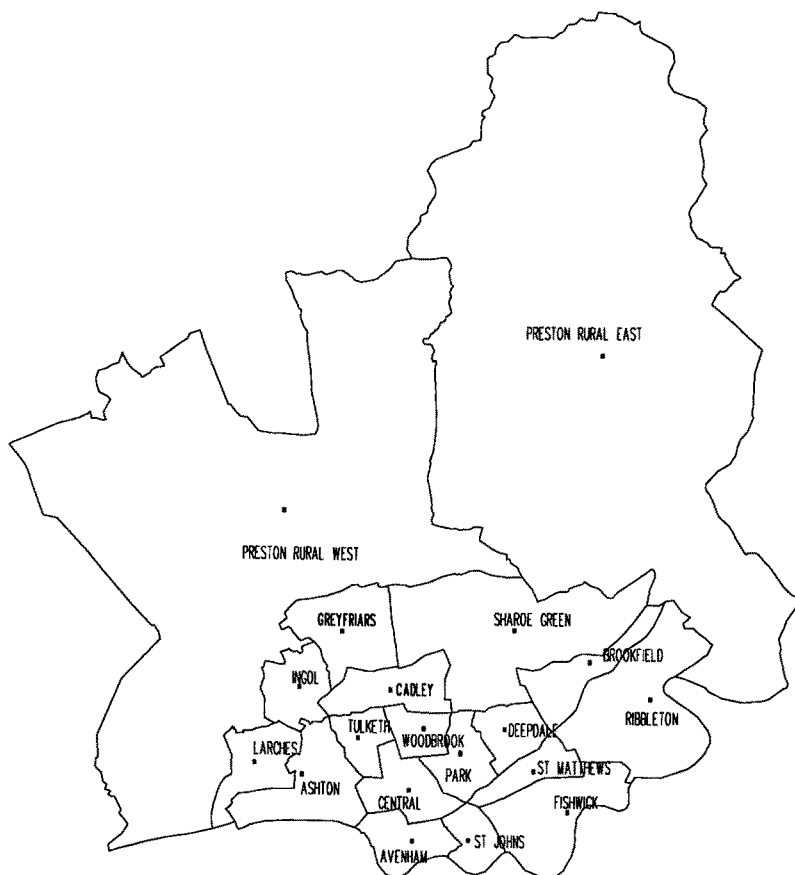 PRESTON RURAL EAST
PRESTON RURAL WEST
GREYFRIARS
SHAROE GREEN
BROOKFIELD
INGOL
CADLEY
RIBBLETON
TULKETH
DEEPDALE
WOODBROOK
LARCHES
ST MATTHEWS
PARK
ASHTON
CENTRAL
FISHWICK
ST JOHNS
AVENHAM